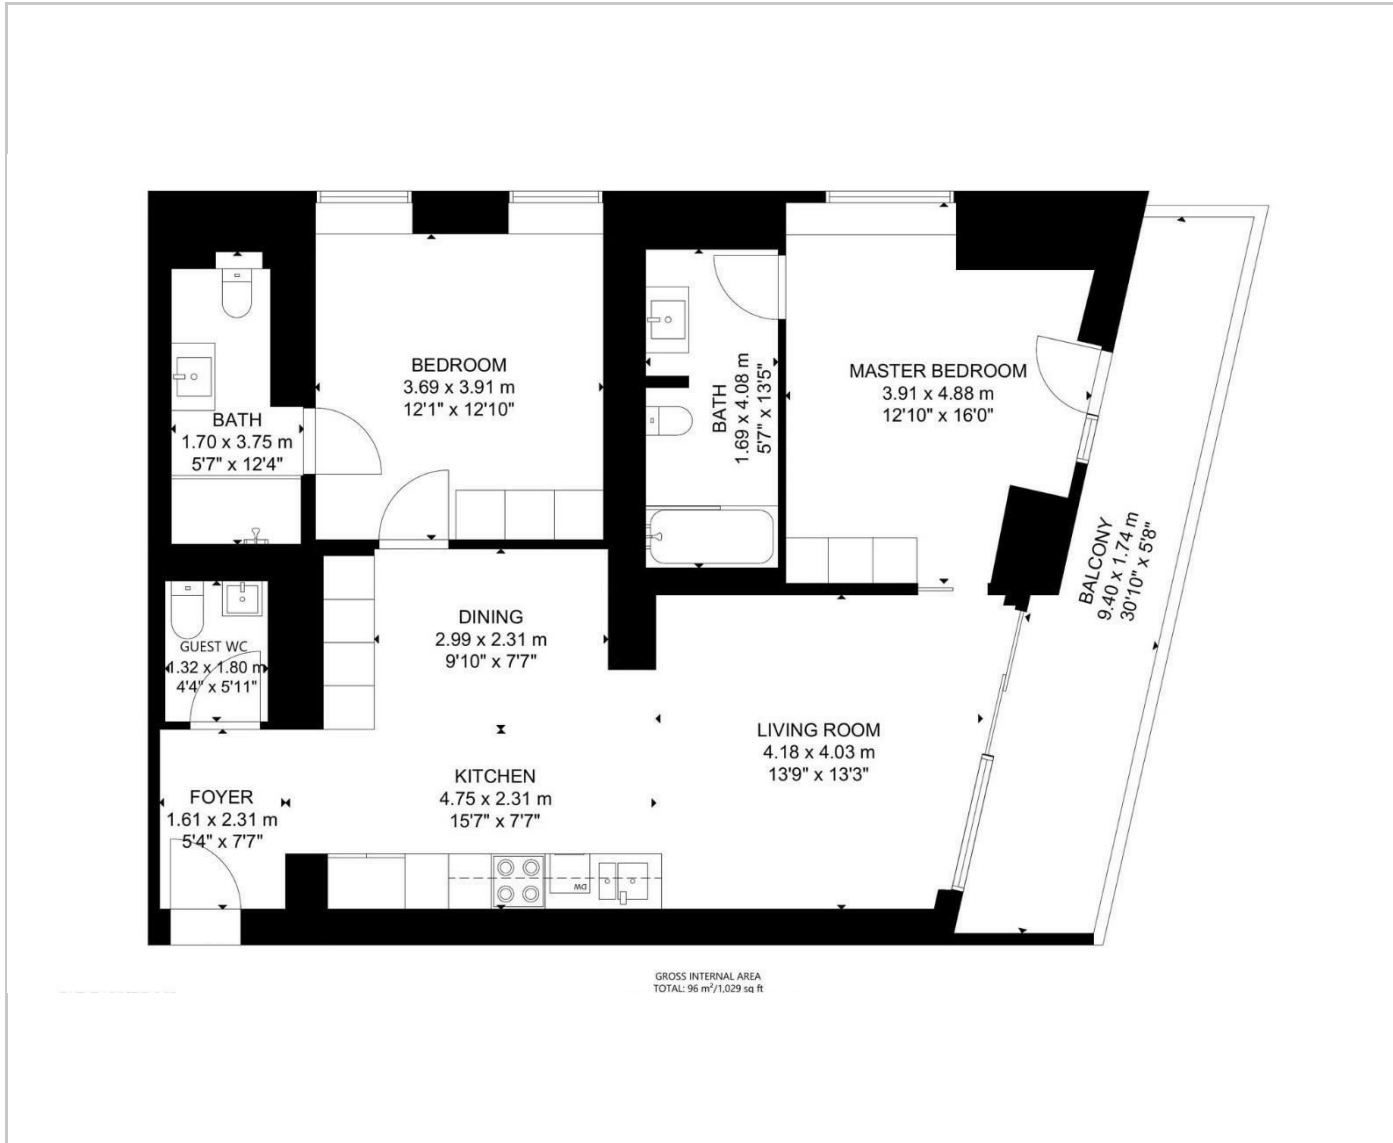 BEDROOM
3.69 x 3.91 m
12'1" x 12'10"
MASTER BEDROOM
3.91 x 4.88 m
12'10" x 16'0"
BATH
1.69 x 4.08 m
5'7" x 13'5"
BATH
1.70 x 3.75 m
5'7" x 12'4"
BALCONY
9.40 x 1.74 m
30'10" x 5'8"
DINING
2.99 x 2.31 m
9'10" x 7'7"
GUEST WC
1.32 x 1.80 m
4'4" x 5'11"
LIVING ROOM
4.18 x 4.03 m
13'9" x 13'3"
KITCHEN
4.75 x 2.31 m
15'7" x 7'7"
FOYER
1.61 x 2.31 m
5'4" x 7'7"
DW
GROSS INTERNAL AREA
TOTAL: 96 m²/1,029 sq ft